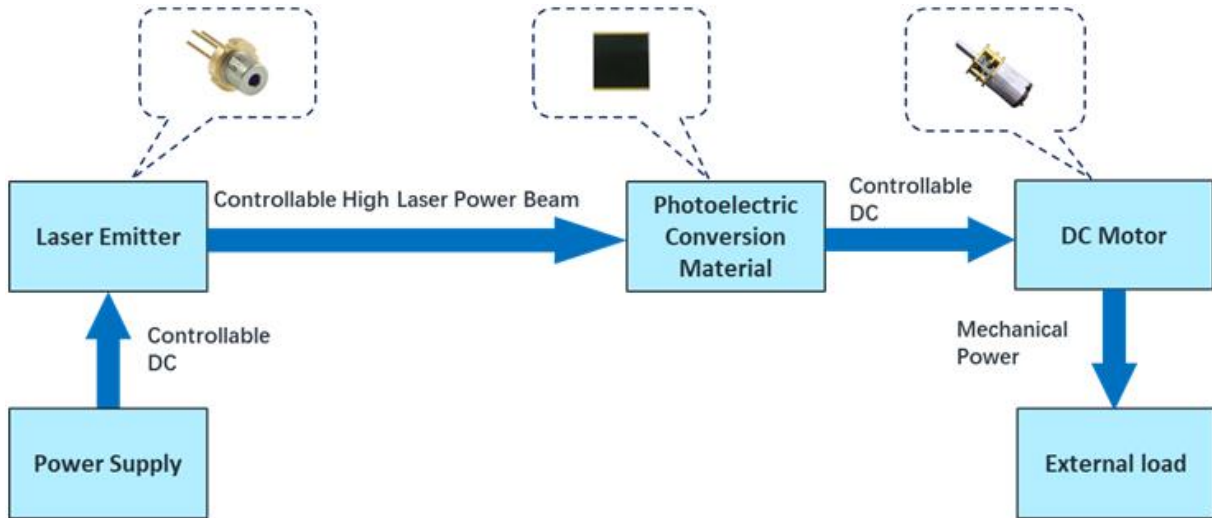 Controllable High Laser Power Beam
Laser Emitter
Photoelectric
Conversion
Material
Controllable
DC
DC Motor
Controllable
DC
Mechanical
Power
Power Supply
External load